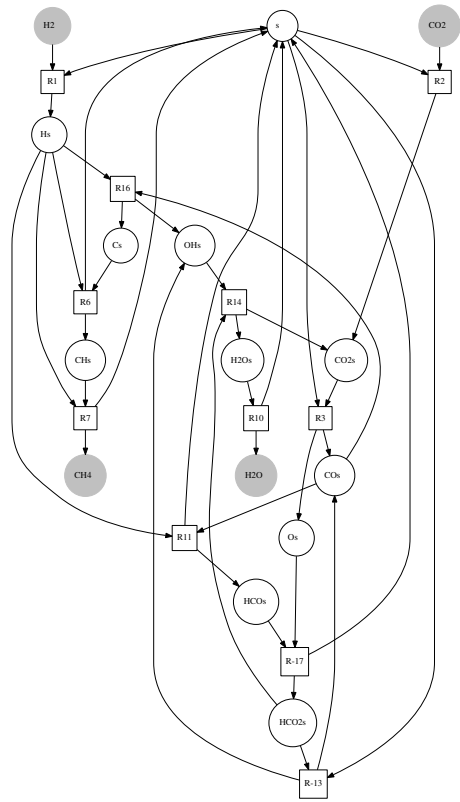 H2
s
CO2
R1
R2
Hs
R16
Cs
OHs
R6
R14
CHs
H2Os
CO2s
R7
R10
R3
CH4
H2O
COs
R11
Os
HCOs
R-17
HCO2s
R-13